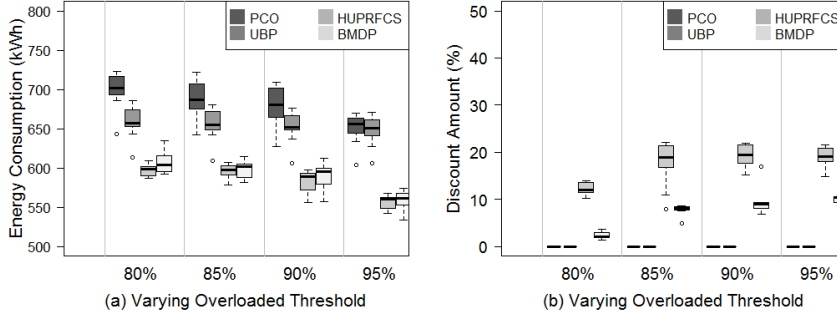 800
750
700
650
600
550
500
Energy Consumption (kWh)
PCO HUPRFCS
UBP BMDP
80% 85% 90% 95%
(a) Varying Overloaded Threshold
50
40
30
20
10
0
Discount Amount (%)
PCO HUPRFCS
UBP BMDP
80% 85% 90% 95%
(b) Varying Overloaded Threshold